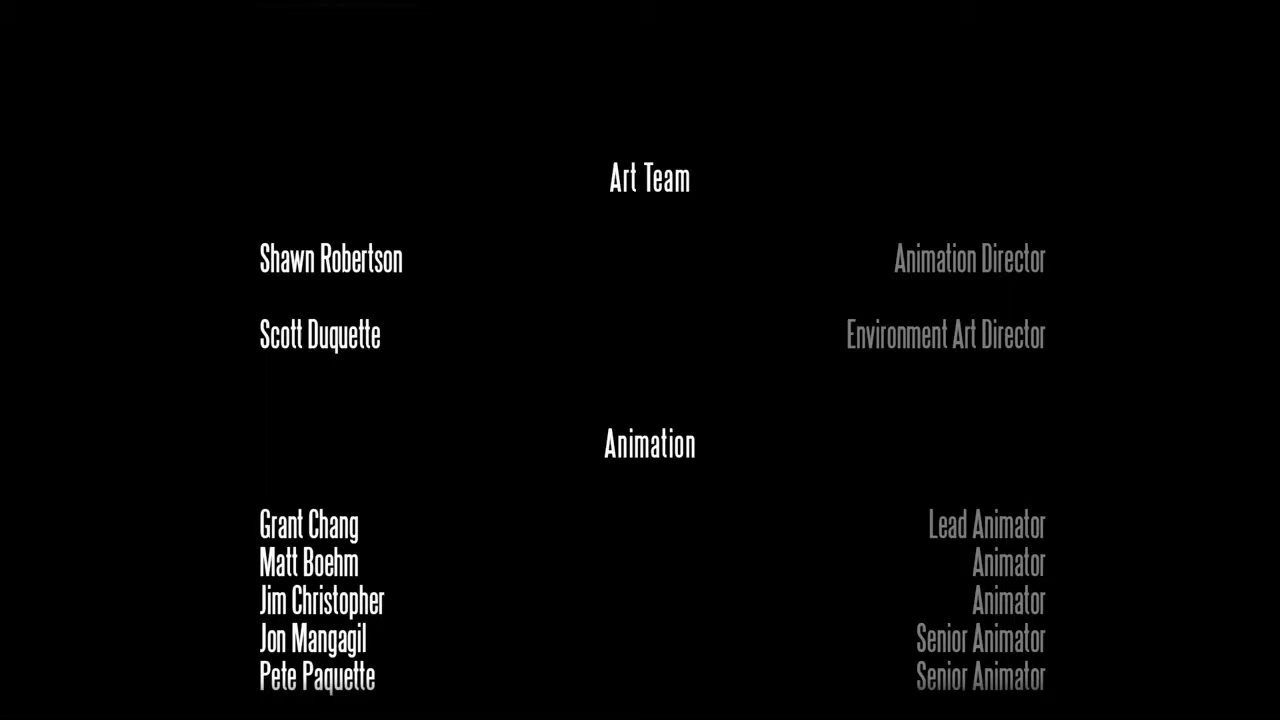 Art Team
Shawn Robertson Animation Director
Scott Duquette Environment Art Director
Animation
Grant Chang Lead Animator
Matt Boehm Animator
Jim Christopher Animator
Jon Mangagil Senior Animator
Pete Paquette Senior Animator